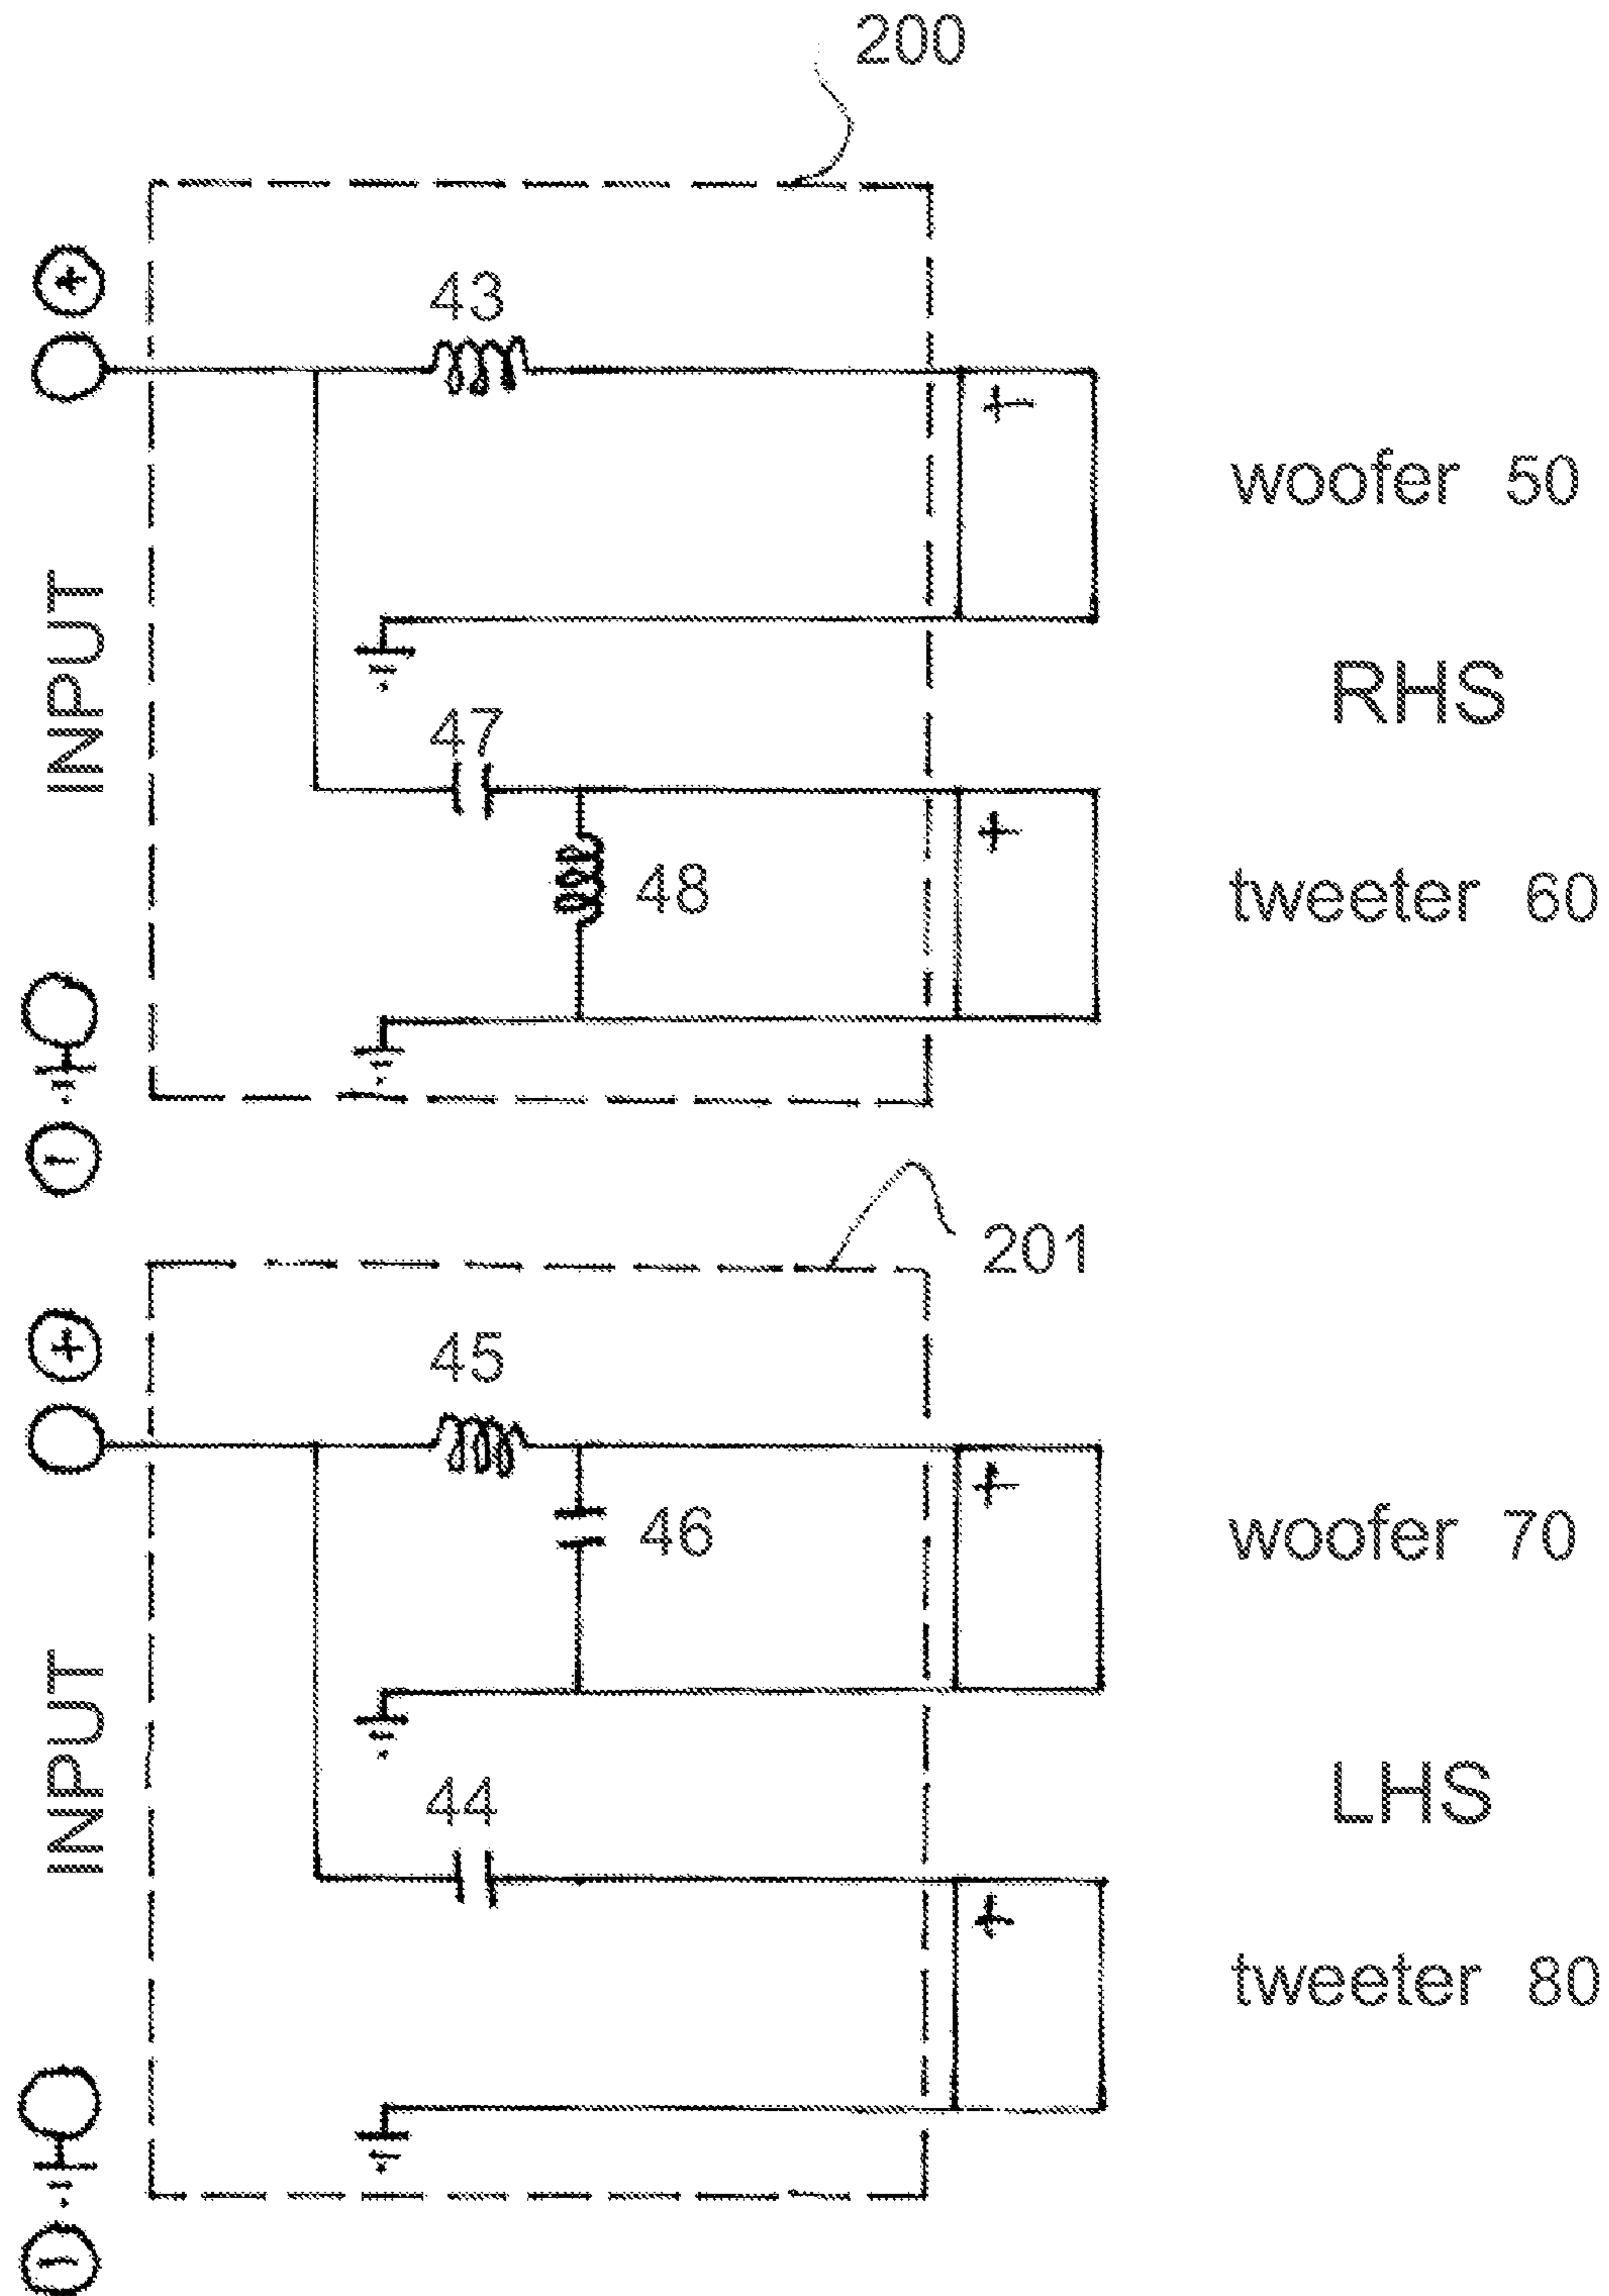 200
+
43
+
woofer 50
INPUT
RHS
47
+
tweeter 60
48
−
201
+
45
+
woofer 70
46
INPUT
LHS
44
+
tweeter 80
−